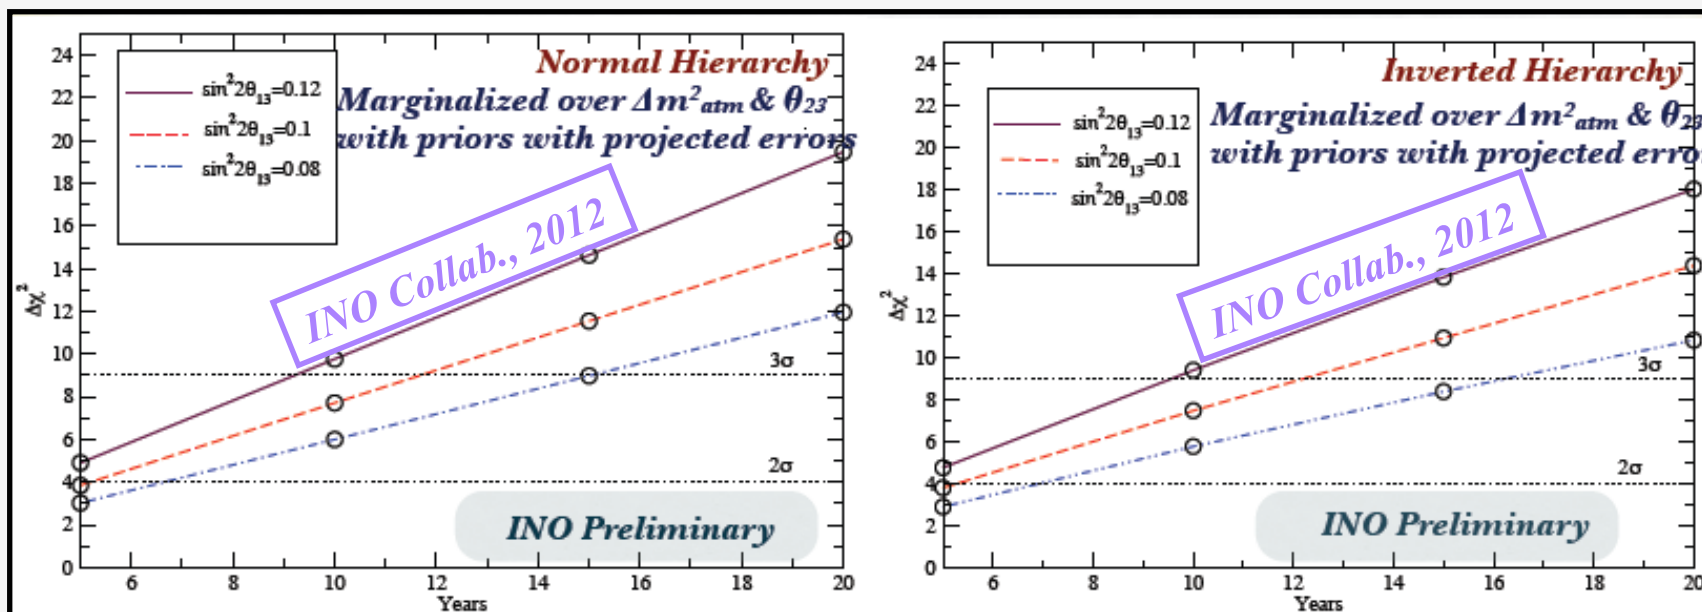 Normal Hierarchy
Marginalized over Δm²atm & θ23
with priors with projected errors
sin²2θ₁₃=0.12
sin²2θ₁₃=0.1
sin²2θ₁₃=0.08
INO Collab., 2012
3σ
2σ
INO Preliminary
Δχ²
24
22
20
18
16
14
12
10
8
6
4
2
0
6 8 10 12 14 16 18 20
Years
Inverted Hierarchy
Marginalized over Δm²atm & θ23
with priors with projected erro
sin²2θ₁₃=0.12
sin²2θ₁₃=0.1
sin²2θ₁₃=0.08
INO Collab., 2012
3σ
2σ
INO Preliminary
Δχ²
24
22
20
18
16
14
12
10
8
6
4
2
0
6 8 10 12 14 16 18 20
Years